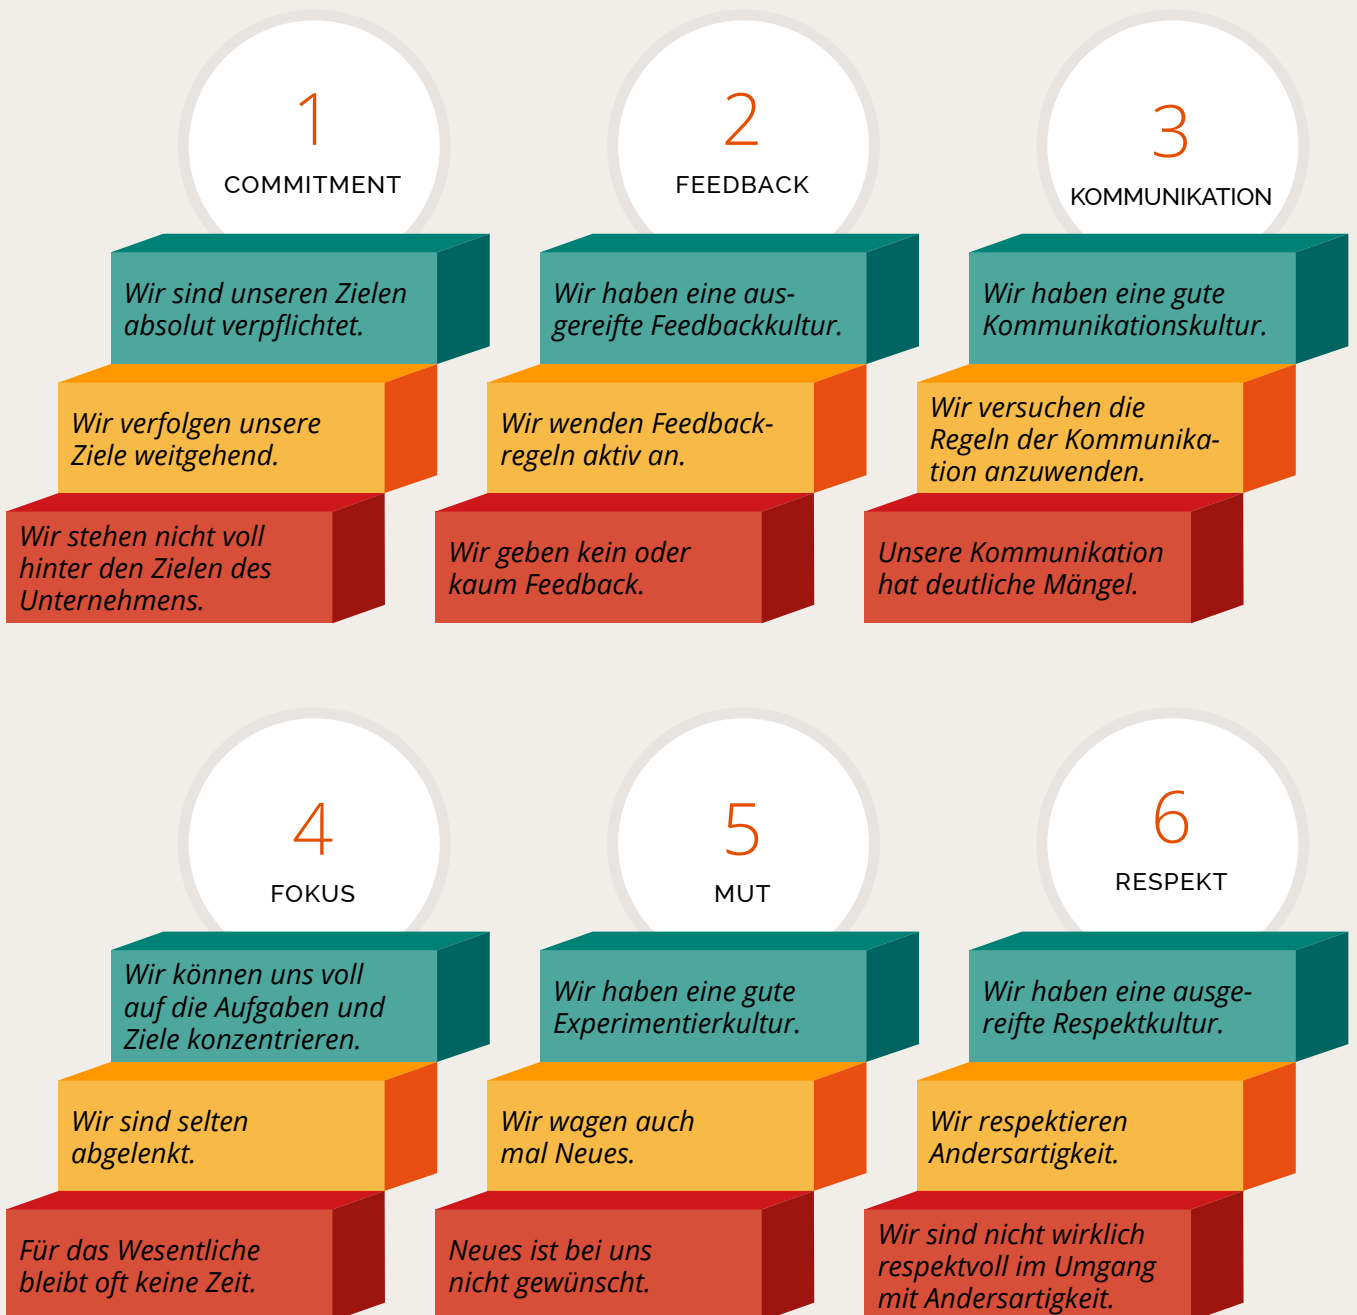 1
COMMITMENT
Wir sind unseren Zielen
absolut verpflichtet.
Wir verfolgen unsere
Ziele weitgehend.
Wir stehen nicht voll
hinter den Zielen des
Unternehmens.
2
FEEDBACK
Wir haben eine aus-
gereifte Feedbackkultur.
Wir wenden Feedback-
regeln aktiv an.
Wir geben kein oder
kaum Feedback.
3
KOMMUNIKATION
Wir haben eine gute
Kommunikationskultur.
Wir versuchen die
Regeln der Kommunika-
tion anzuwenden.
Unsere Kommunikation
hat deutliche Mängel.
4
FOKUS
Wir können uns voll
auf die Aufgaben und
Ziele konzentrieren.
Wir sind selten
abgelenkt.
Für das Wesentliche
bleibt oft keine Zeit.
5
MUT
Wir haben eine gute
Experimentierkultur.
Wir wagen auch
mal Neues.
Neues ist bei uns
nicht gewünscht.
6
RESPEKT
Wir haben eine ausge-
reifte Respektkultur.
Wir respektieren
Andersartigkeit.
Wir sind nicht wirklich
respektvoll im Umgang
mit Andersartigkeit.